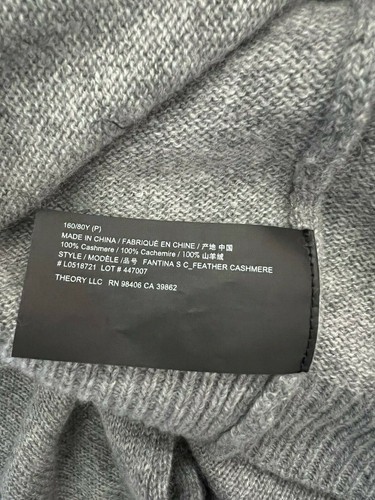 160/80Y (P)
MADE IN CHINA / FABRIQUÉ EN CHINE / 产地 中国
100% Cashmere / 100% Cachemire / 100% 山羊绒
STYLE / MODÈLE /品号 FANTINA S C_FEATHER CASHMERE
# L0518721 LOT # 447007
THEORY LLC RN 98406 CA 39862